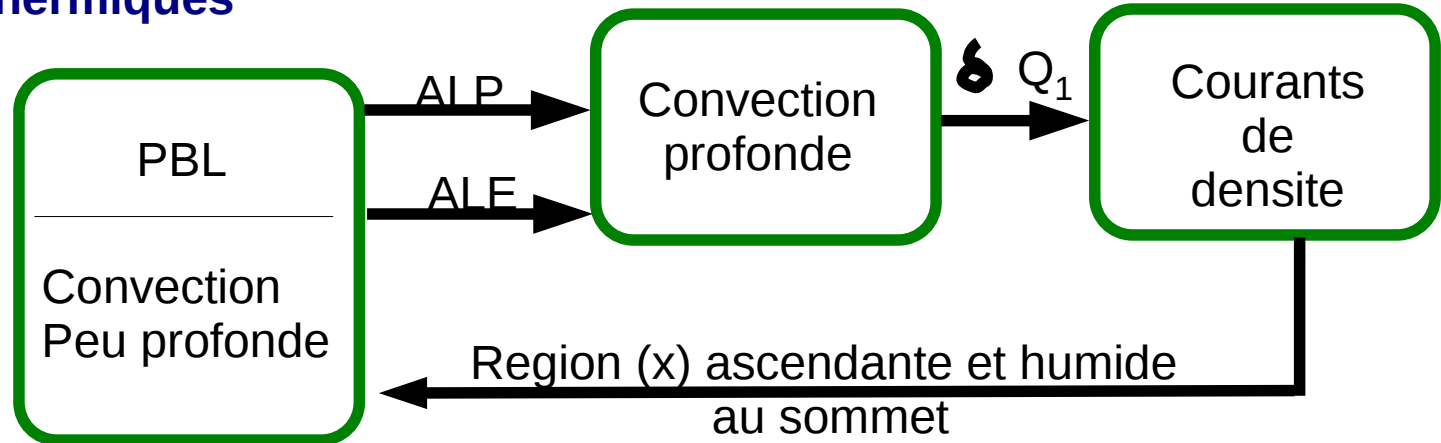 hermiques
PBL
Convection
Peu profonde
ALP
ALE
Convection
profonde
δ Q₁
Courants
de
densite
Region (x) ascendante et humide
au sommet